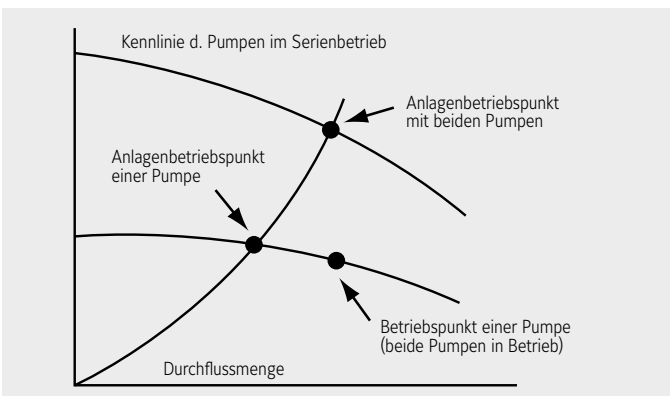 Kennlinie d. Pumpen im Serienbetrieb
Anlagenbetriebspunkt
mit beiden Pumpen
Anlagenbetriebspunkt
einer Pumpe
Betriebspunkt einer Pumpe
(beide Pumpen in Betrieb)
Durchflussmenge